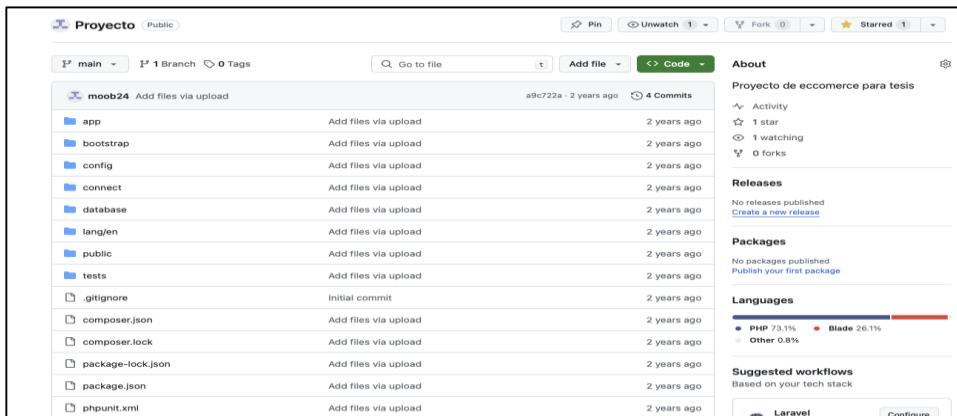 Proyecto Public
Pin
Unwatch 1
Fork 0
Starred 1
main
1 Branch 0 Tags
Go to file t
Add file
<> Code
moob24 Add files via upload a9c722a · 2 years ago 4 Commits
app Add files via upload 2 years ago
bootstrap Add files via upload 2 years ago
config Add files via upload 2 years ago
connect Add files via upload 2 years ago
database Add files via upload 2 years ago
lang/en Add files via upload 2 years ago
public Add files via upload 2 years ago
tests Add files via upload 2 years ago
.gitignore Initial commit 2 years ago
composer.json Add files via upload 2 years ago
composer.lock Add files via upload 2 years ago
package-lock.json Add files via upload 2 years ago
package.json Add files via upload 2 years ago
phpunit.xml Add files via upload 2 years ago
About
Proyecto de eccomerce para tesis
Activity
1 star
1 watching
0 forks
Releases
No releases published
Create a new release
Packages
No packages published
Publish your first package
Languages
PHP 73.1% Blade 26.1%
Other 0.8%
Suggested workflows
Based on your tech stack
Laravel Configure